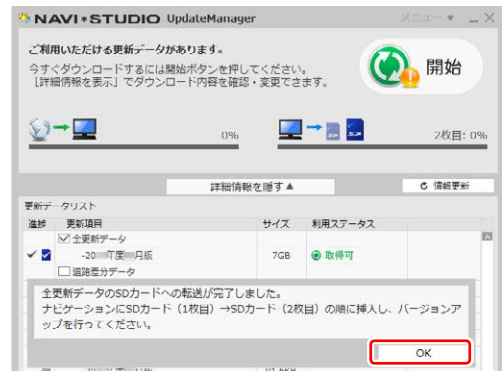 NAVI*STUDIO UpdateManager
メニュー ▼ _ X
ご利用いただける更新データがあります。
今すぐダウンロードするには開始ボタンを押してください。
[詳細情報を表示] でダウンロード内容を確認・変更できます。
開始
0%
2枚目: 0%
詳細情報を隠す▲
情報更新
更新データリスト
進捗 更新項目 サイズ 利用ステータス
全更新データ
-20 年度 月版 7GB 取得可
道路差分データ
全更新データのSDカードへの転送が完了しました。
ナビゲーションにSDカード（1枚目）→SDカード（2枚目）の順に挿入し、バージョンア
ップを行ってください。
OK